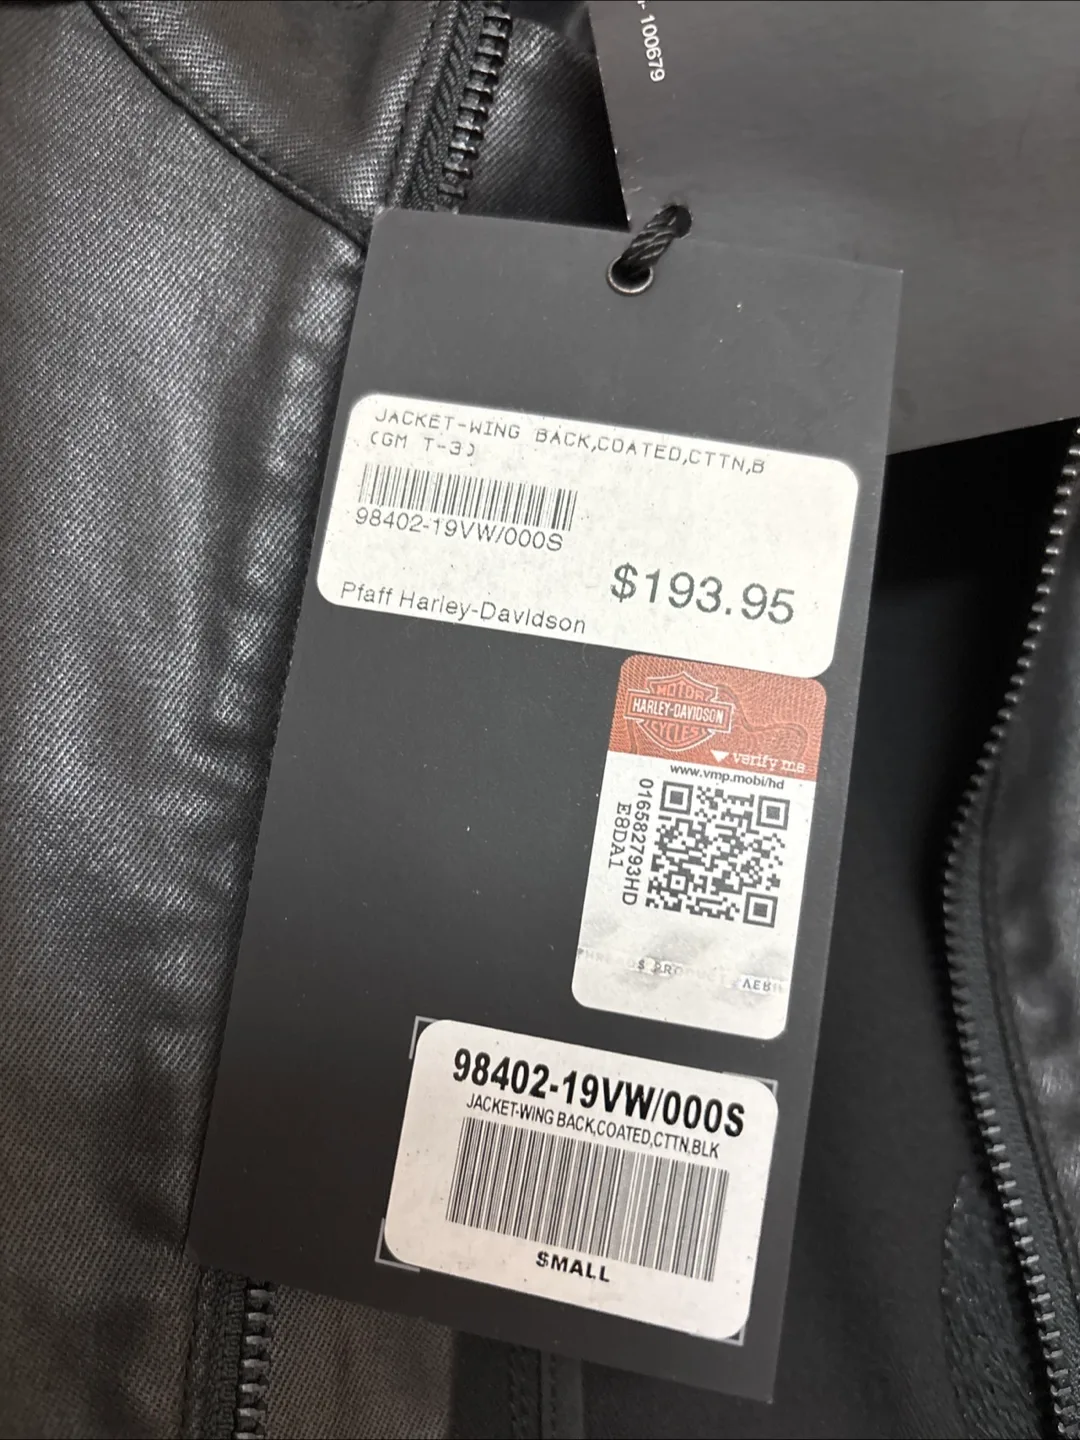 100679
JACKET-WING BACK,COATED,CTTN,B
(GM T-3)
98402-19VW/000S
$193.95
Pfaff Harley-Davidson
MOTOR
HARLEY-DAVIDSON
CYCLES
verify me
www.vmp.mobi/hd
016582793HD
E8DA1
98402-19VW/000S
JACKET-WING BACK,COATED,CTTN,BLK
SMALL